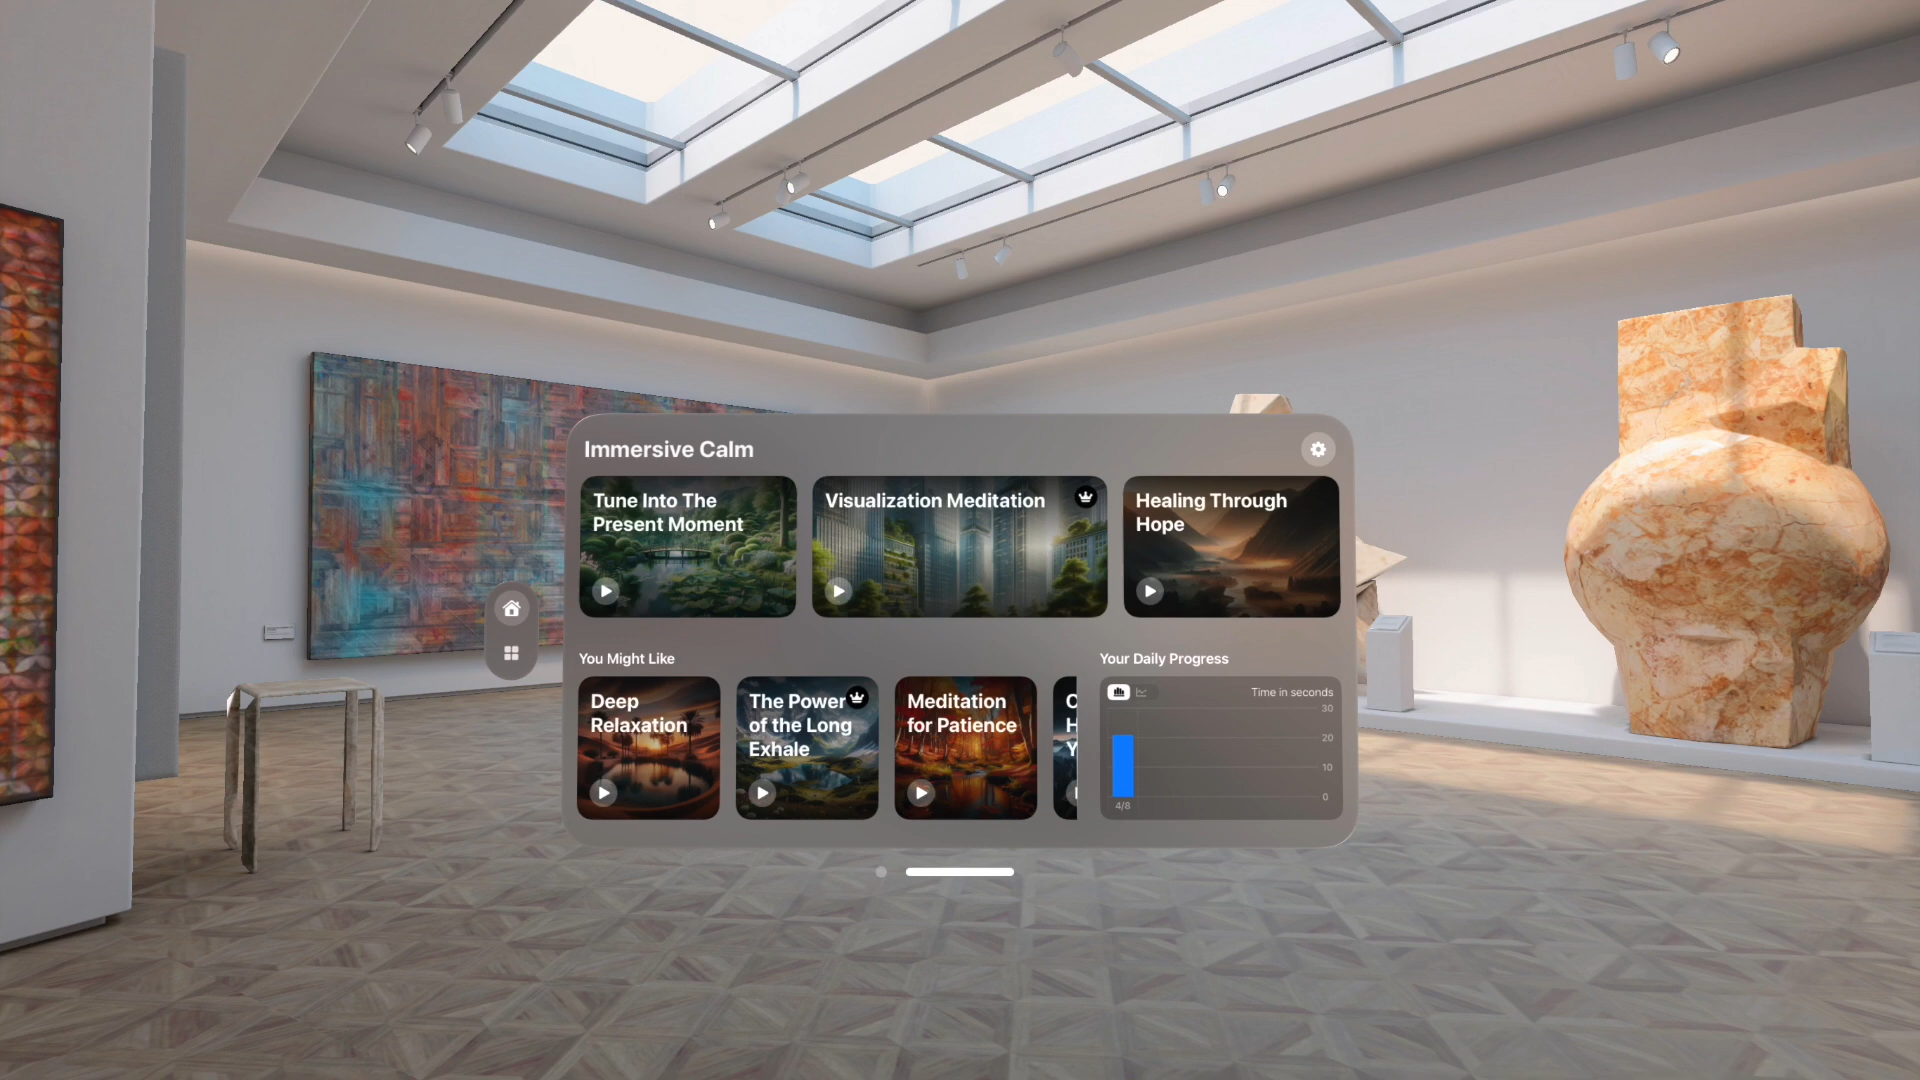 Immersive Calm
Tune Into The
Present Moment
Visualization Meditation
Healing Through
Hope
You Might Like
Deep
Relaxation
The Power
of the Long
Exhale
Meditation
for Patience
Your Daily Progress
Time in seconds
30
20
10
0
4/8